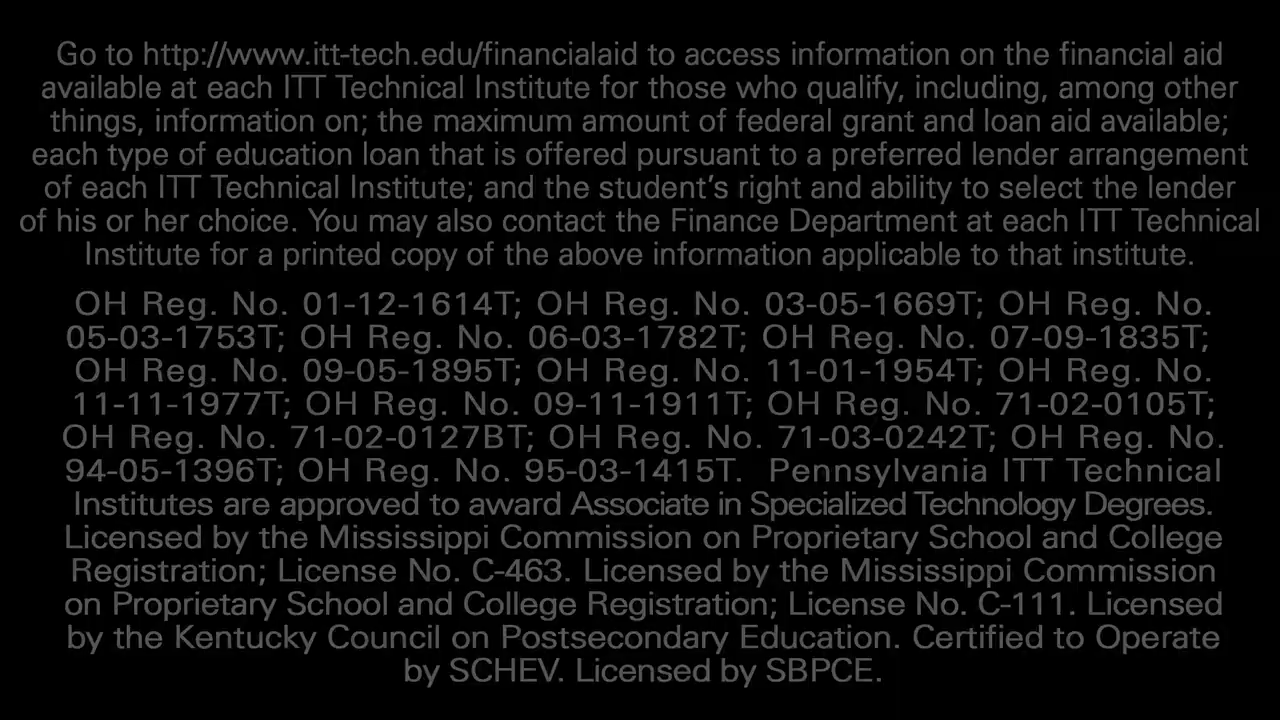 Go to http://www.itt-tech.edu/financialaid to access information on the financial aid
available at each ITT Technical Institute for those who qualify, including, among other
things, information on; the maximum amount of federal grant and loan aid available;
each type of education loan that is offered pursuant to a preferred lender arrangement
of each ITT Technical Institute; and the student's right and ability to select the lender
of his or her choice. You may also contact the Finance Department at each ITT Technical
Institute for a printed copy of the above information applicable to that institute.
OH Reg. No. 01-12-1614T; OH Reg. No. 03-05-1669T; OH Reg. No.
05-03-1753T; OH Reg. No. 06-03-1782T; OH Reg. No. 07-09-1835T;
OH Reg. No. 09-05-1895T; OH Reg. No. 11-01-1954T; OH Reg. No.
11-11-1977T; OH Reg. No. 09-11-1911T; OH Reg. No. 71-02-0105T;
OH Reg. No. 71-02-0127BT; OH Reg. No. 71-03-0242T; OH Reg. No.
94-05-1396T; OH Reg. No. 95-03-1415T. Pennsylvania ITT Technical
Institutes are approved to award Associate in Specialized Technology Degrees.
Licensed by the Mississippi Commission on Proprietary School and College
Registration; License No. C-463. Licensed by the Mississippi Commission
on Proprietary School and College Registration; License No. C-111. Licensed
by the Kentucky Council on Postsecondary Education. Certified to Operate
by SCHEV. Licensed by SBPCE.